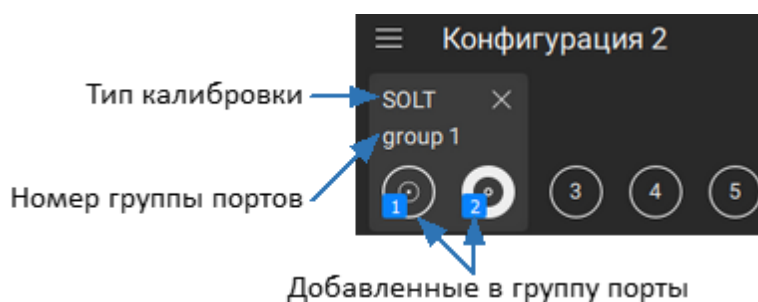 Конфигурация 2
Тип калибровки
SOLT
group 1
Номер группы портов
1 2 3 4 5
Добавленные в группу порты